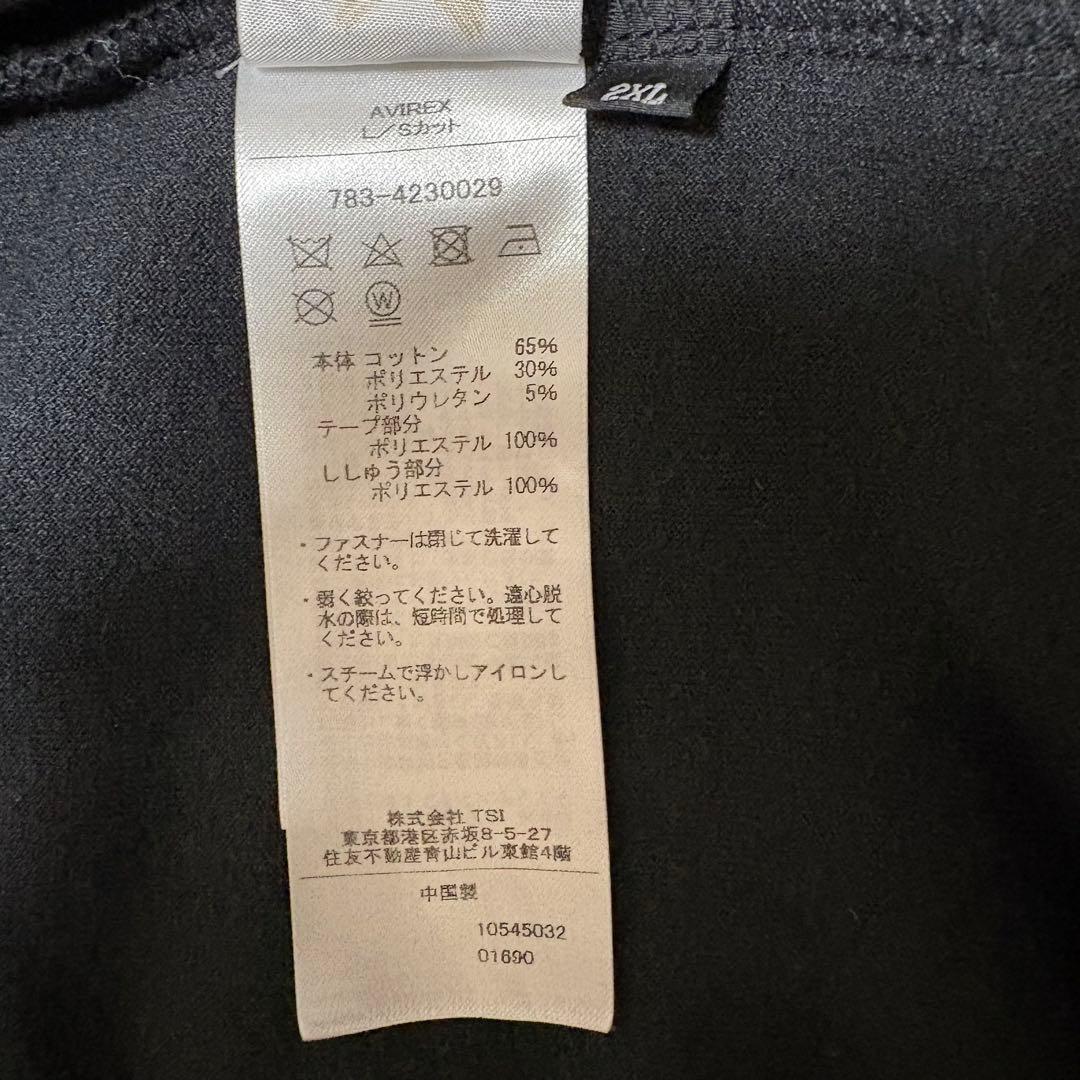 2XL
AVIREX
L/Sカット
783-4230029
W
本体 コットン 65%
ポリエステル 30%
ポリウレタン 5%
テープ部分
ポリエステル 100%
ししゅう部分
ポリエステル 100%
・ファスナーは閉じて洗濯して
ください。
・弱く絞ってください。遠心脱
水の際は、短時間で処理して
ください。
・スチームで浮かしアイロンし
てください。
株式会社 TSI
東京都港区赤坂8-5-27
住友不動産青山ビル東館4階
中国製
10545032
01690